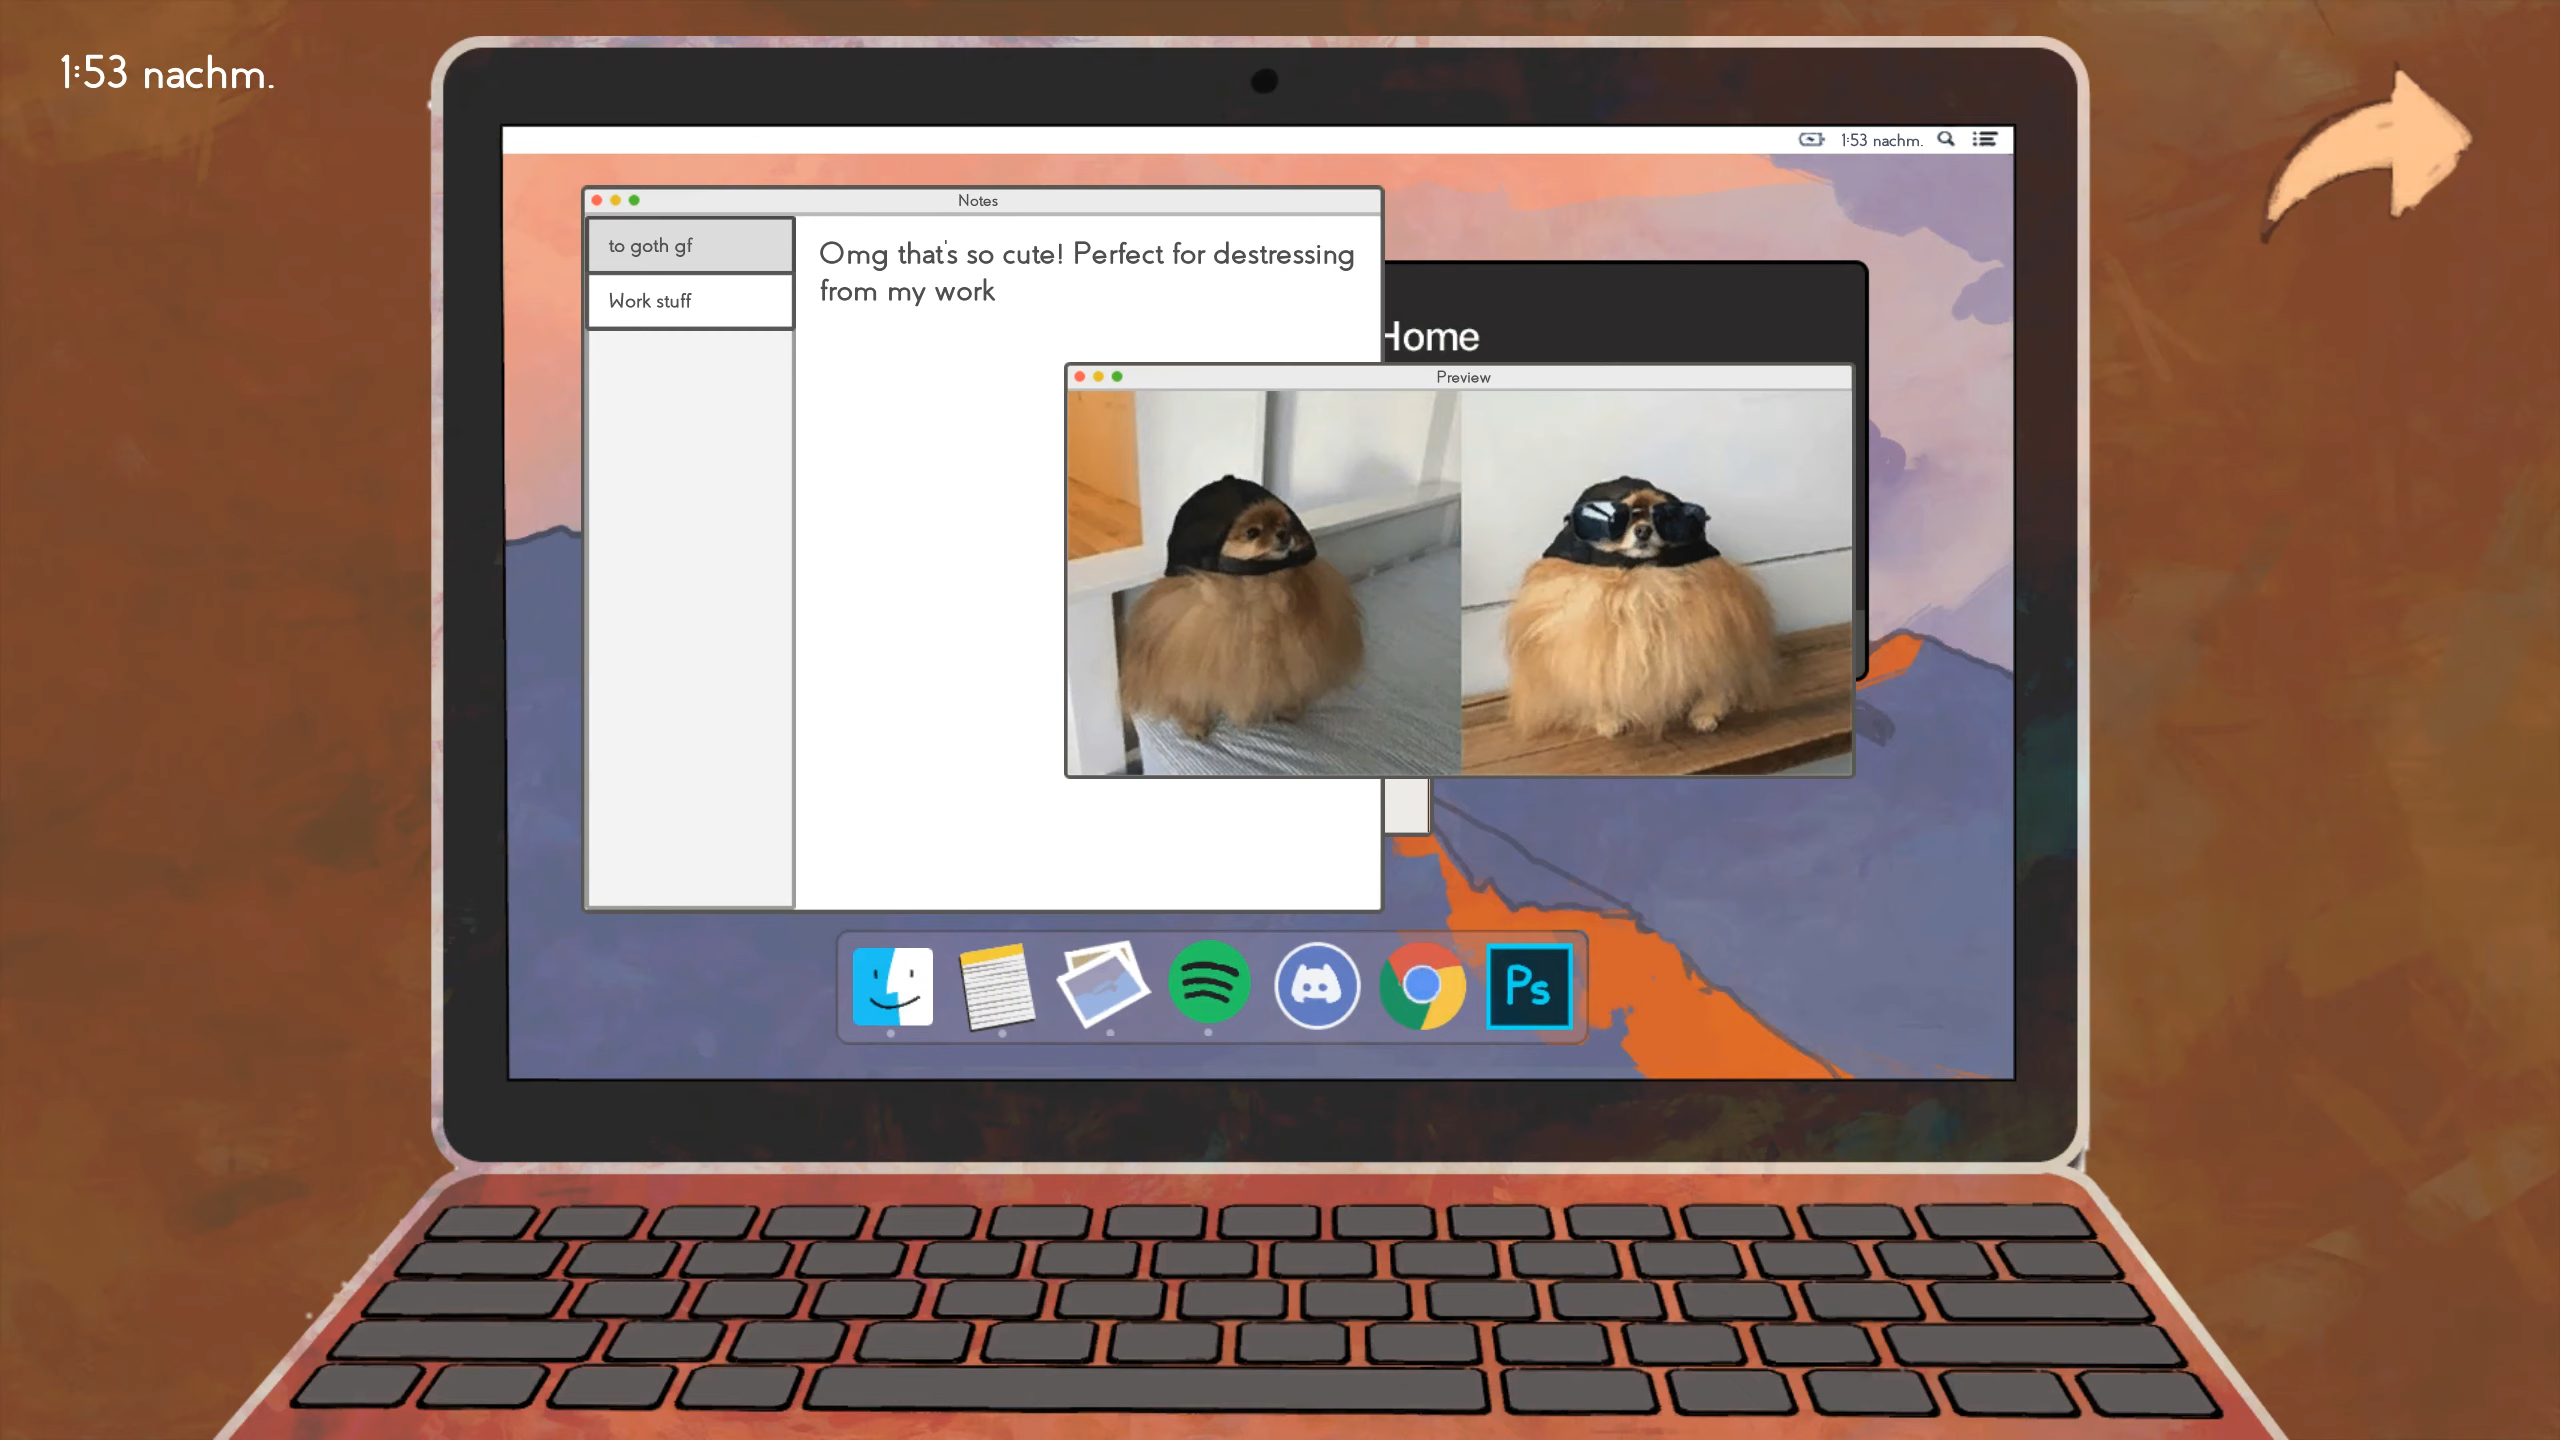 1:53 nachm.
1:53 nachm.
Notes
to goth gf
Work stuff
Omg that's so cute! Perfect for destressing
from my work
Home
Preview
Ps